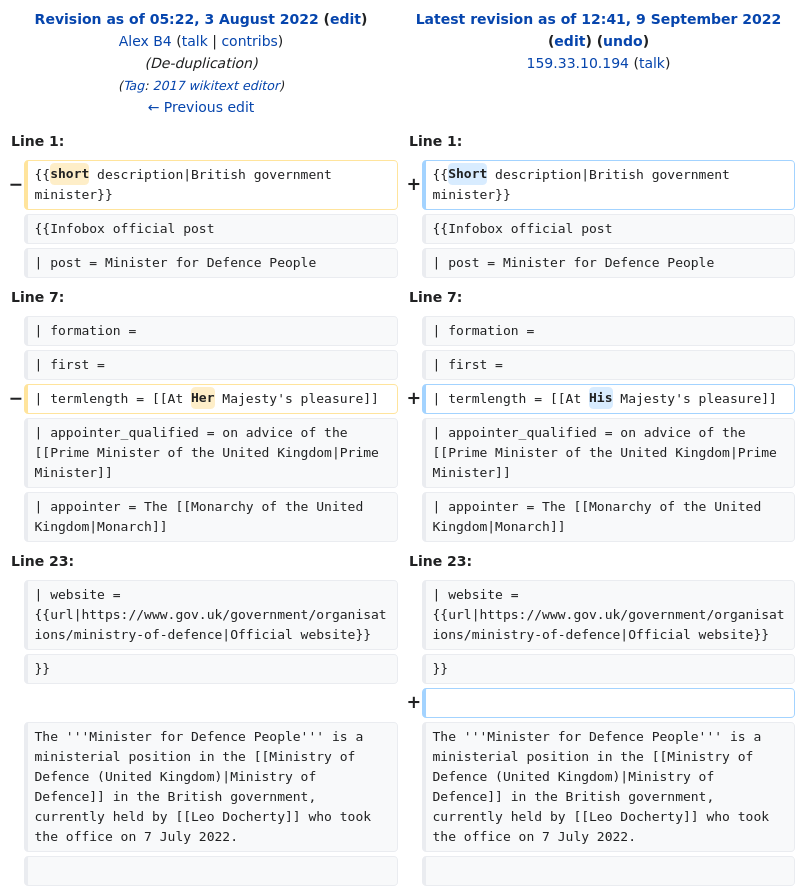 Revision as of 05:22, 3 August 2022 (edit)
Alex B4 (talk | contribs)
(De-duplication)
(Tag: 2017 wikitext editor)
← Previous edit
Latest revision as of 12:41, 9 September 2022
(edit) (undo)
159.33.10.194 (talk)
Line 1:
Line 1:
− {{short description|British government
minister}}
+ {{Short description|British government
minister}}
{{Infobox official post
{{Infobox official post
| post = Minister for Defence People
| post = Minister for Defence People
Line 7:
Line 7:
| formation =
| formation =
| first =
| first =
− | termlength = [[At Her Majesty's pleasure]]
+ | termlength = [[At His Majesty's pleasure]]
| appointer_qualified = on advice of the
[[Prime Minister of the United Kingdom|Prime
Minister]]
| appointer_qualified = on advice of the
[[Prime Minister of the United Kingdom|Prime
Minister]]
| appointer = The [[Monarchy of the United
Kingdom|Monarch]]
| appointer = The [[Monarchy of the United
Kingdom|Monarch]]
Line 23:
Line 23:
| website =
{{url|https://www.gov.uk/government/organisat
ions/ministry-of-defence|Official website}}
| website =
{{url|https://www.gov.uk/government/organisat
ions/ministry-of-defence|Official website}}
}}
}}
+
The '''Minister for Defence People''' is a
ministerial position in the [[Ministry of
Defence (United Kingdom)|Ministry of
Defence]] in the British government,
currently held by [[Leo Docherty]] who took
the office on 7 July 2022.
The '''Minister for Defence People''' is a
ministerial position in the [[Ministry of
Defence (United Kingdom)|Ministry of
Defence]] in the British government,
currently held by [[Leo Docherty]] who took
the office on 7 July 2022.